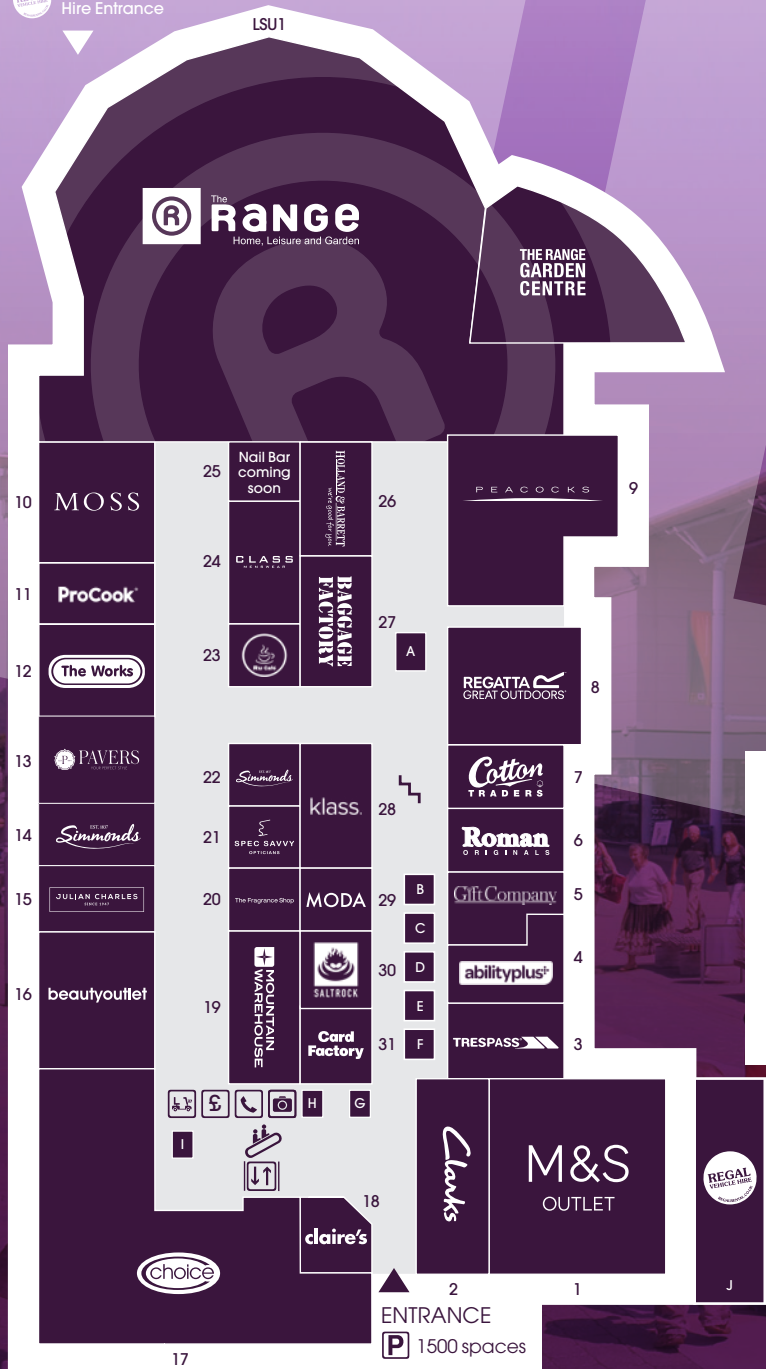 Hire Entrance
LSU1
The
RANGE
Home, Leisure and Garden
THE RANGE
GARDEN
CENTRE
10
MOSS
11
ProCook
12
The Works
13
PAVERS
14
EST. 1857
Simmonds
15
JULIAN CHARLES
SINCE 1947
16
beautyoutlet
25
Nail Bar
coming
soon
24
CLASS
MENSWEAR
23
22
Simmonds
21
SPEC SAVVY
OPTICIANS
20
The Fragrance Shop
19
MOUNTAIN
WAREHOUSE
HOLLAND & BARRETT
we're good for you
26
BAGGAGE
FACTORY
27
A
klass.
28
MODA
29
B
C
SALTROCK
30
D
E
Card
Factory
31
F
PEACOCKS
9
REGATTA
GREAT OUTDOORS
8
Cotton
TRADERS
7
Roman
ORIGINALS
6
Gift Company
5
abilityplus+
4
TRESPASS
3
£
H
G
I
18
claire's
choice
17
Clarks
2
M&S
OUTLET
1
REGAL
VEHICLE HIRE
J
ENTRANCE
P 1500 spaces